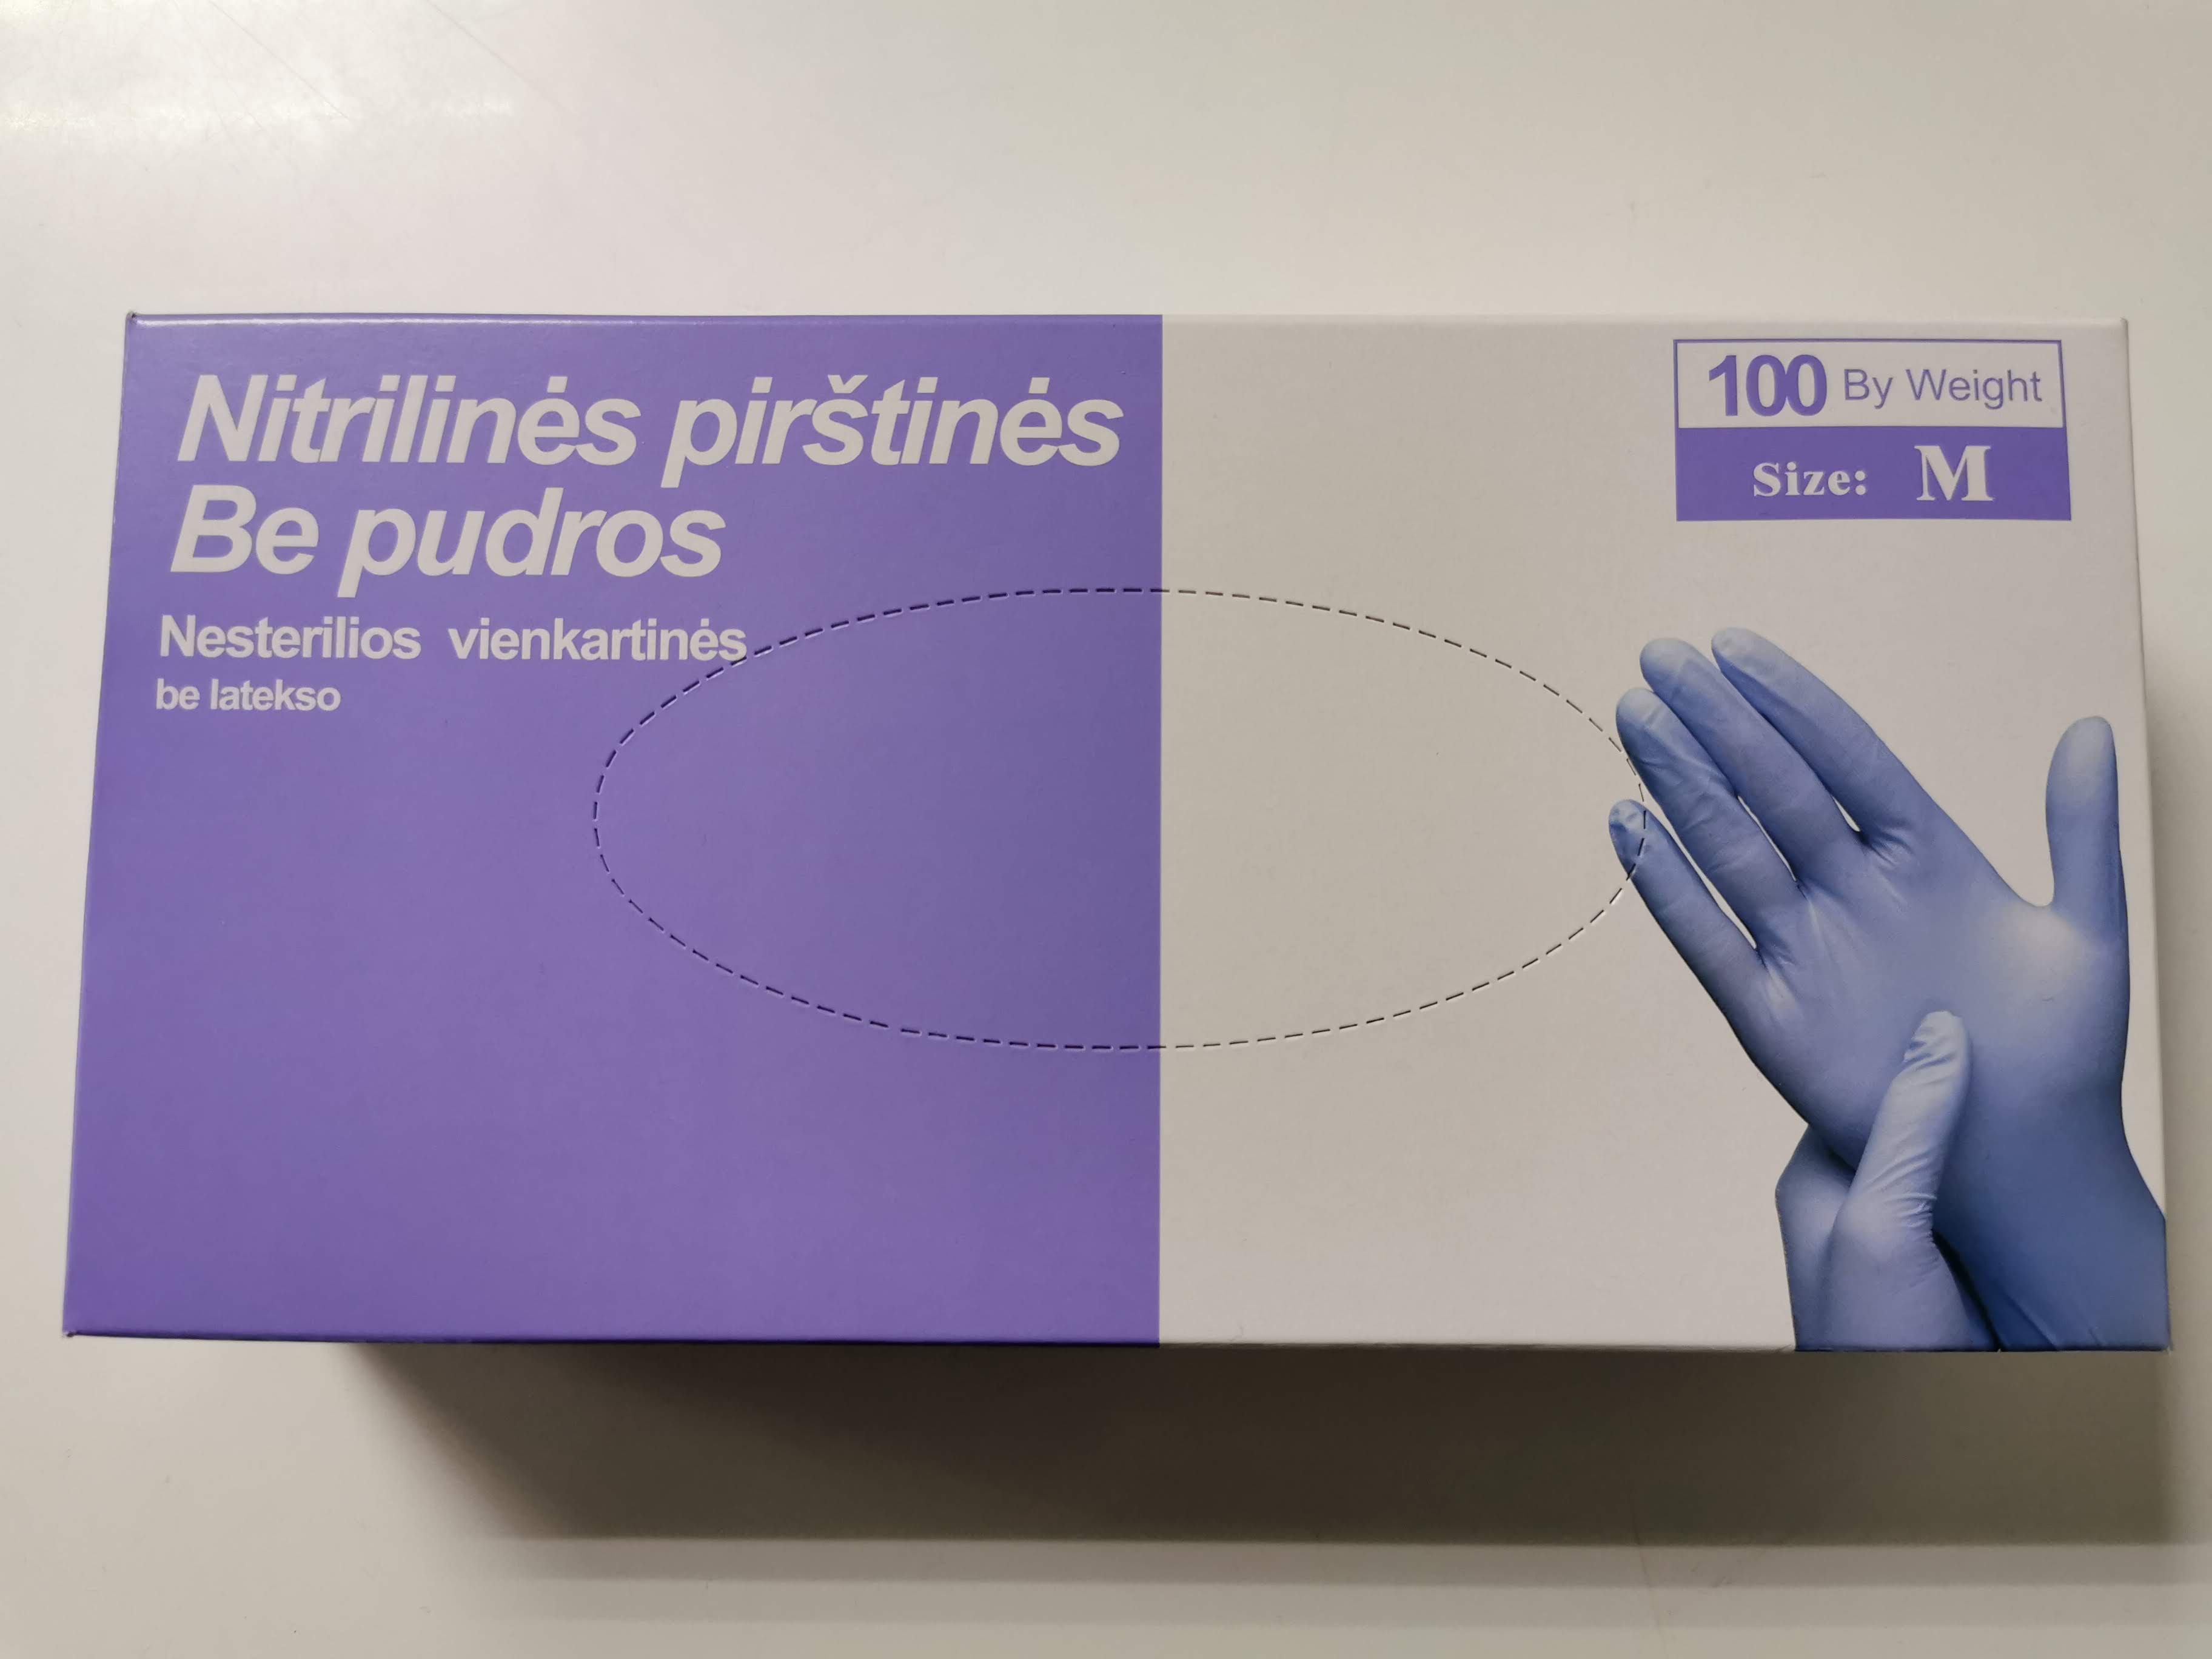 Nitrilinės pirštinės
Be pudros
Nesterilios vienkartinės
be latekso
100 By Weight
Size: M